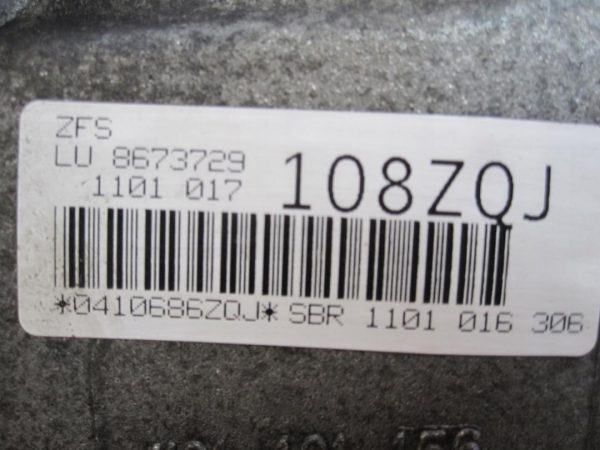 ZFS
LU 8673729
1101 017
108ZQJ
*0410686ZQJ* SBR 1101 016 306